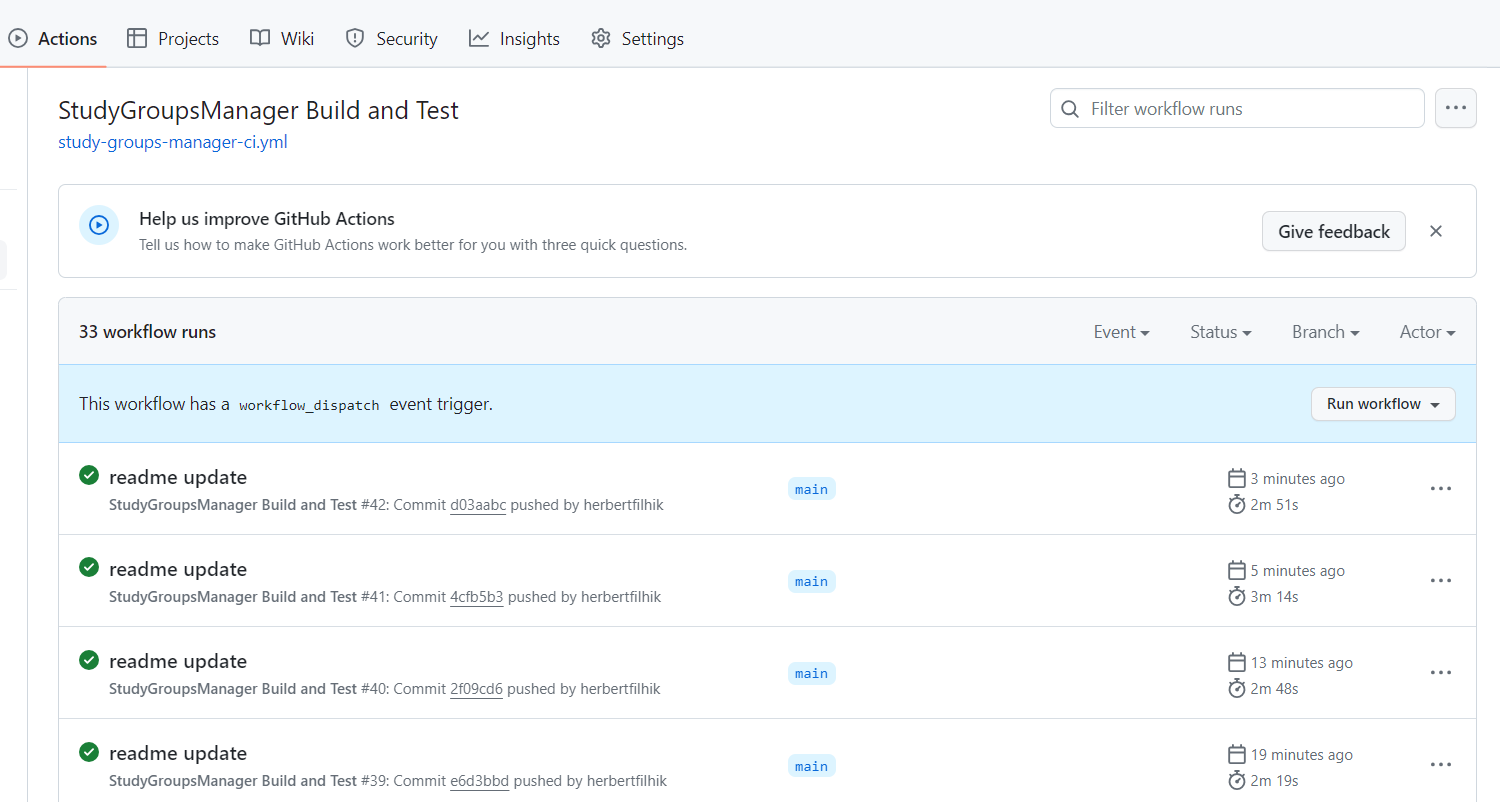 Actions Projects Wiki Security Insights Settings
StudyGroupsManager Build and Test
Filter workflow runs
study-groups-manager-ci.yml
Help us improve GitHub Actions
Tell us how to make GitHub Actions work better for you with three quick questions.
Give feedback
33 workflow runs
Event Status Branch Actor
This workflow has a workflow_dispatch event trigger.
Run workflow
readme update
StudyGroupsManager Build and Test #42: Commit d03aabc pushed by herbertfilhik
main
3 minutes ago
2m 51s
readme update
StudyGroupsManager Build and Test #41: Commit 4cfb5b3 pushed by herbertfilhik
main
5 minutes ago
3m 14s
readme update
StudyGroupsManager Build and Test #40: Commit 2f09cd6 pushed by herbertfilhik
main
13 minutes ago
2m 48s
readme update
StudyGroupsManager Build and Test #39: Commit e6d3bbd pushed by herbertfilhik
main
19 minutes ago
2m 19s